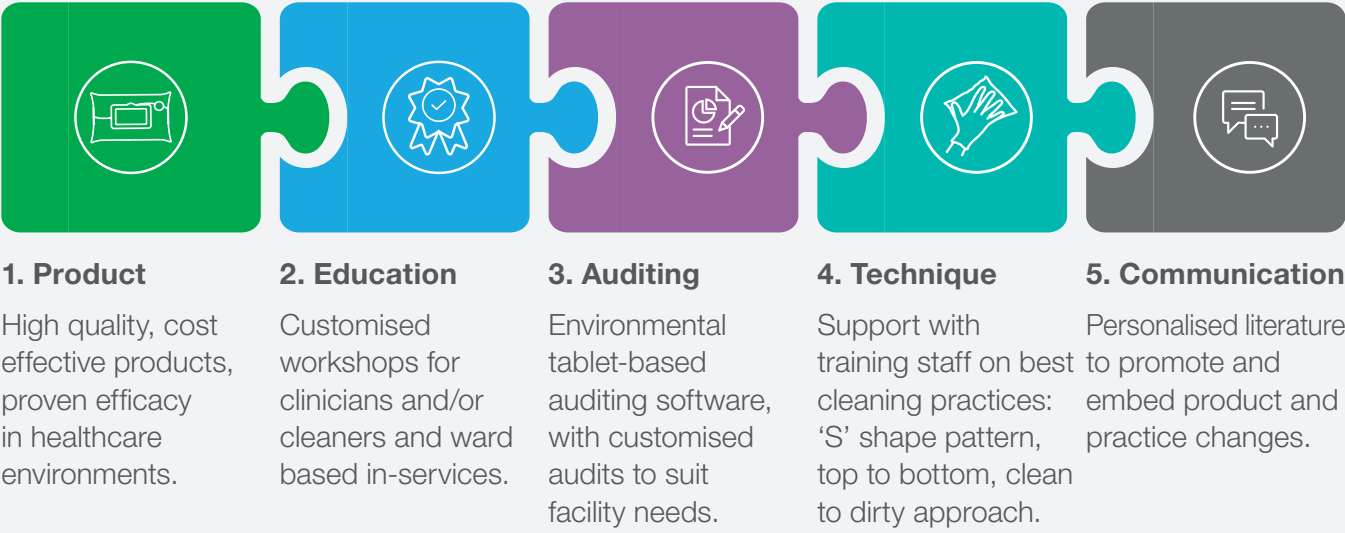 1. Product
High quality, cost
effective products,
proven efficacy
in healthcare
environments.
2. Education
Customised
workshops for
clinicians and/or
cleaners and ward
based in-services.
3. Auditing
Environmental
tablet-based
auditing software,
with customised
audits to suit
facility needs.
4. Technique
Support with
training staff on best
cleaning practices:
‘S’ shape pattern,
top to bottom, clean
to dirty approach.
5. Communication
Personalised literature
to promote and
embed product and
practice changes.